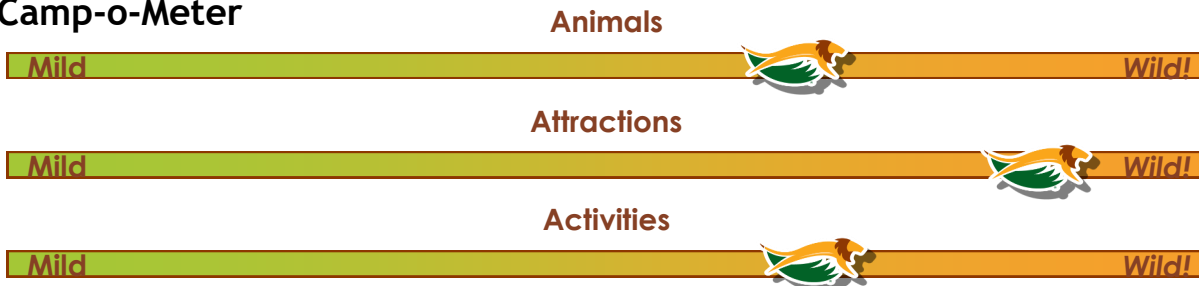 Camp-o-Meter
Animals
Mild Wild!
Attractions
Mild Wild!
Activities
Mild Wild!